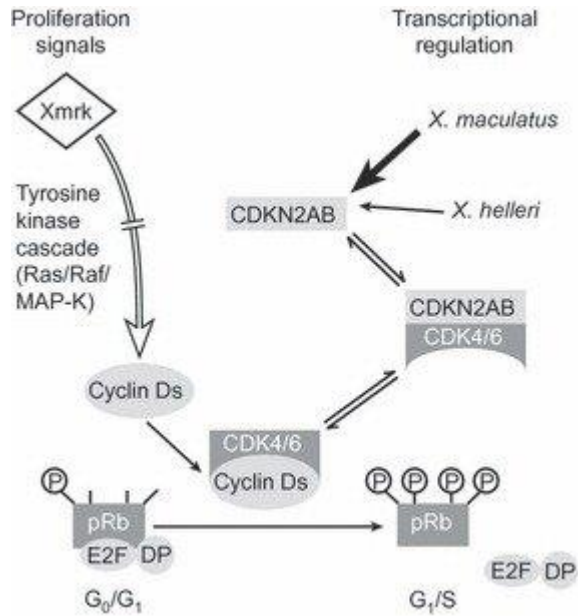 Proliferation
signals
Transcriptional
regulation
Xmrk
X. maculatus
Tyrosine
kinase
cascade
(Ras/Raf/
MAP-K)
CDKN2AB
X. helleri
CDKN2AB
CDK4/6
Cyclin Ds
CDK4/6
Cyclin Ds
P
pRb
E2F DP
G₀/G₁
P P P P
pRb
E2F DP
G₁/S